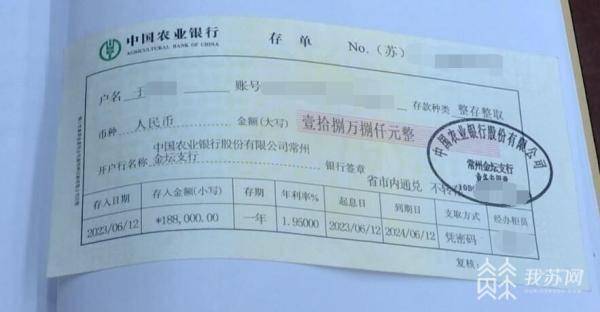 中国农业银行
AGRICULTURAL BANK OF CHINA
存 单
No.（苏）
户名 王
账号
存款种类 整存整取
币种 人民币
金额（大写） 壹拾捌万捌仟元整
中国农业银行股份有限公司常州
开户行名称 金坛支行
银行签章
省市内通兑 不转
中国农业银行股份有限公司
常州金坛支行
存入日期 存入金额(小写) 存期 年利率% 起息日 到期日 支取方式 经办柜员
2023/06/12 *188,000.00 一年 1.95000 2023/06/12 2024/06/12 凭密码
复核:
我苏网